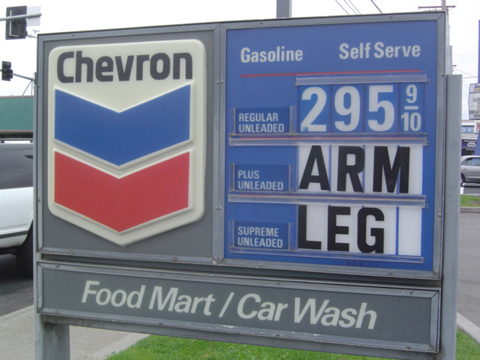 Chevron
Gasoline Self Serve
REGULAR UNLEADED 295 9/10
PLUS UNLEADED ARM
SUPREME UNLEADED LEG
Food Mart / Car Wash